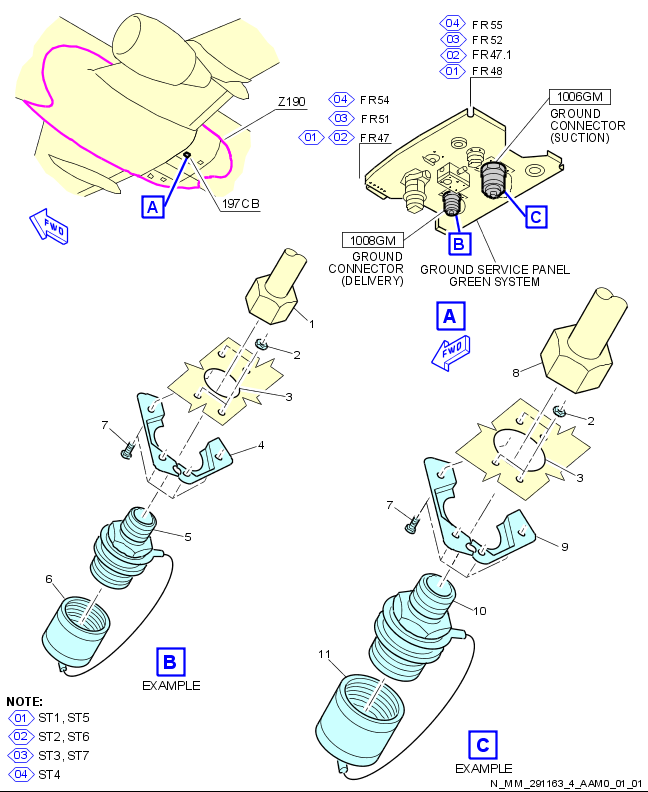 04 FR55
03 FR52
02 FR47.1
01 FR48
04 FR54
03 FR51
01 02 FR47
Z190
197CB
A
FWD
1006GM
GROUND
CONNECTOR
(SUCTION)
C
B
1008GM
GROUND
CONNECTOR
(DELIVERY)
GROUND SERVICE PANEL
GREEN SYSTEM
A
FWD
1
2
3
4
7
5
6
B
EXAMPLE
8
2
3
7
9
10
11
C
EXAMPLE
NOTE:
01 ST1, ST5
02 ST2, ST6
03 ST3, ST7
04 ST4
N_MM_291163_4_AAM0_01_01